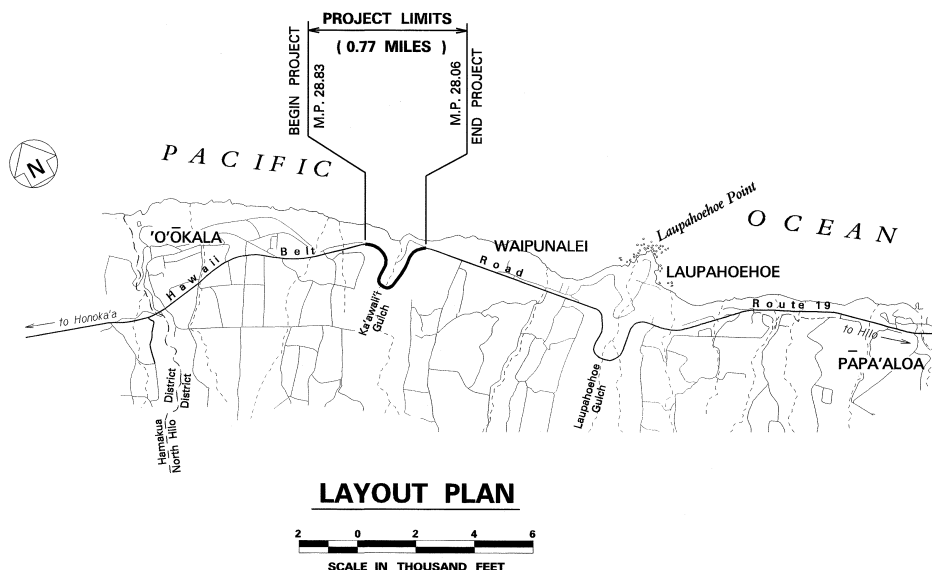 PROJECT LIMITS
( 0.77 MILES )
BEGIN PROJECT
M.P. 28.83
M.P. 28.06
END PROJECT
N
PACIFIC
OCEAN
'O'ŌKALA
Hawaii Belt Road
WAIPUNALEI
Laupahoehoe Point
LAUPAHOEHOE
Route 19
to Honoka'a
to Hilo
PĀPA'ALOA
Ka'awali'i
Gulch
Laupahoehoe
Gulch
Hamakua District
North Hilo District
LAYOUT PLAN
2 0 2 4 6
SCALE IN THOUSAND FEET